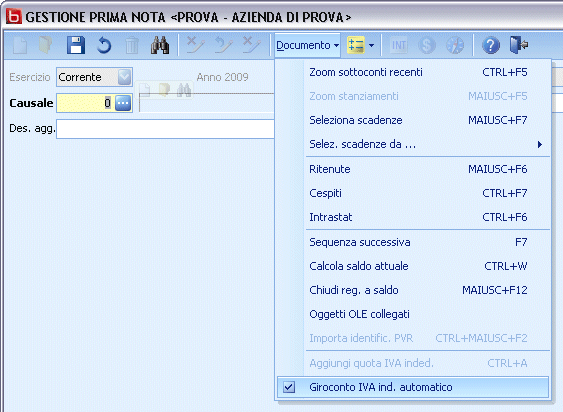 b GESTIONE PRIMA NOTA <PROVA - AZIENDA DI PROVA>
Documento INT $ ?
Esercizio Corrente Anno 2009
Causale 0 ...
Des. agg.
Zoom sottoconti recenti CTRL+F5
Zoom stanziamenti MAIUSC+F5
Seleziona scadenze MAIUSC+F7
Selez. scadenze da ...
Ritenute MAIUSC+F6
Cespiti CTRL+F7
Intrastat CTRL+F6
Sequenza successiva F7
Calcola saldo attuale CTRL+W
Chiudi reg. a saldo MAIUSC+F12
Oggetti OLE collegati
Importa identific. PVR CTRL+MAIUSC+F2
Aggiungi quota IVA inded. CTRL+A
Giroconto IVA ind. automatico